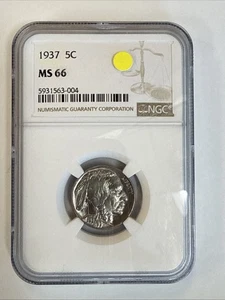 1937 5C
MS 66
5931563-004
NUMISMATIC GUARANTY CORPORATION
NGC